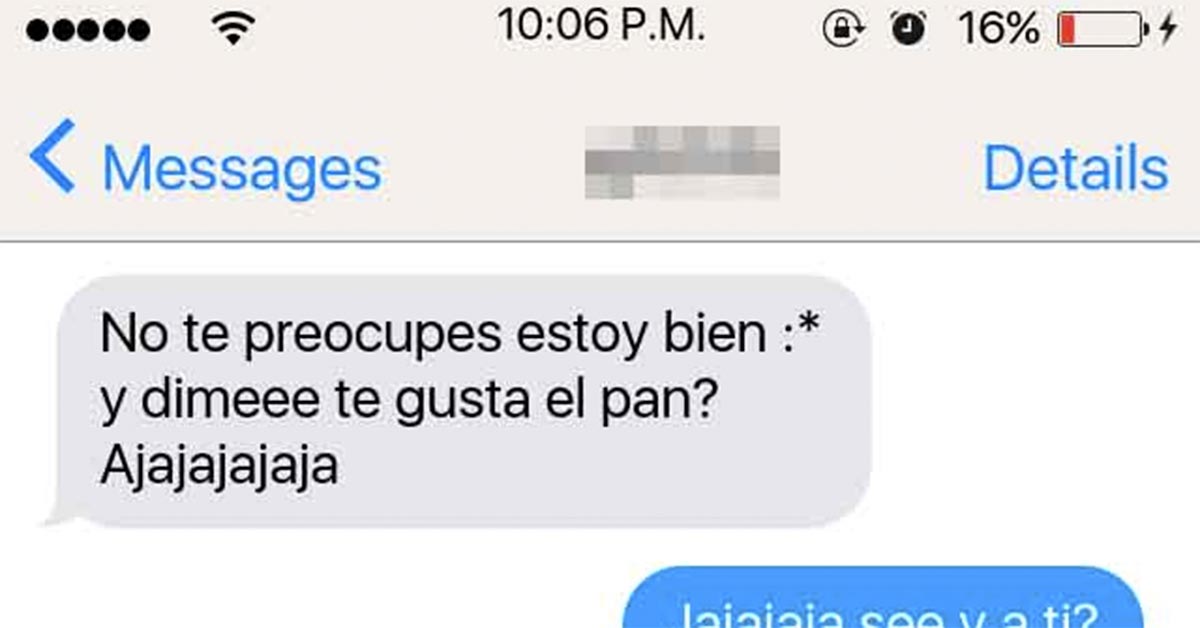 10:06 P.M. 16%
Messages Details
No te preocupes estoy bien :*
y dimeee te gusta el pan?
Ajajajajaja
Jajajaja see y a ti?